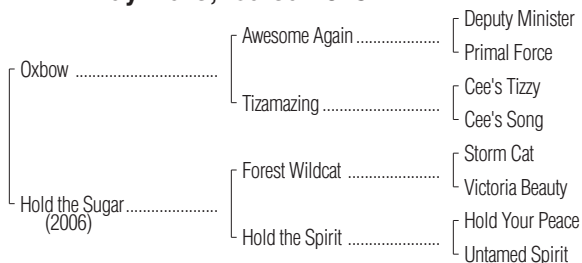 Deputy Minister
Awesome Again
Primal Force
Oxbow
Cee's Tizzy
Tizamazing
Cee's Song
Storm Cat
Forest Wildcat
Victoria Beauty
Hold the Sugar
(2006)
Hold Your Peace
Hold the Spirit
Untamed Spirit